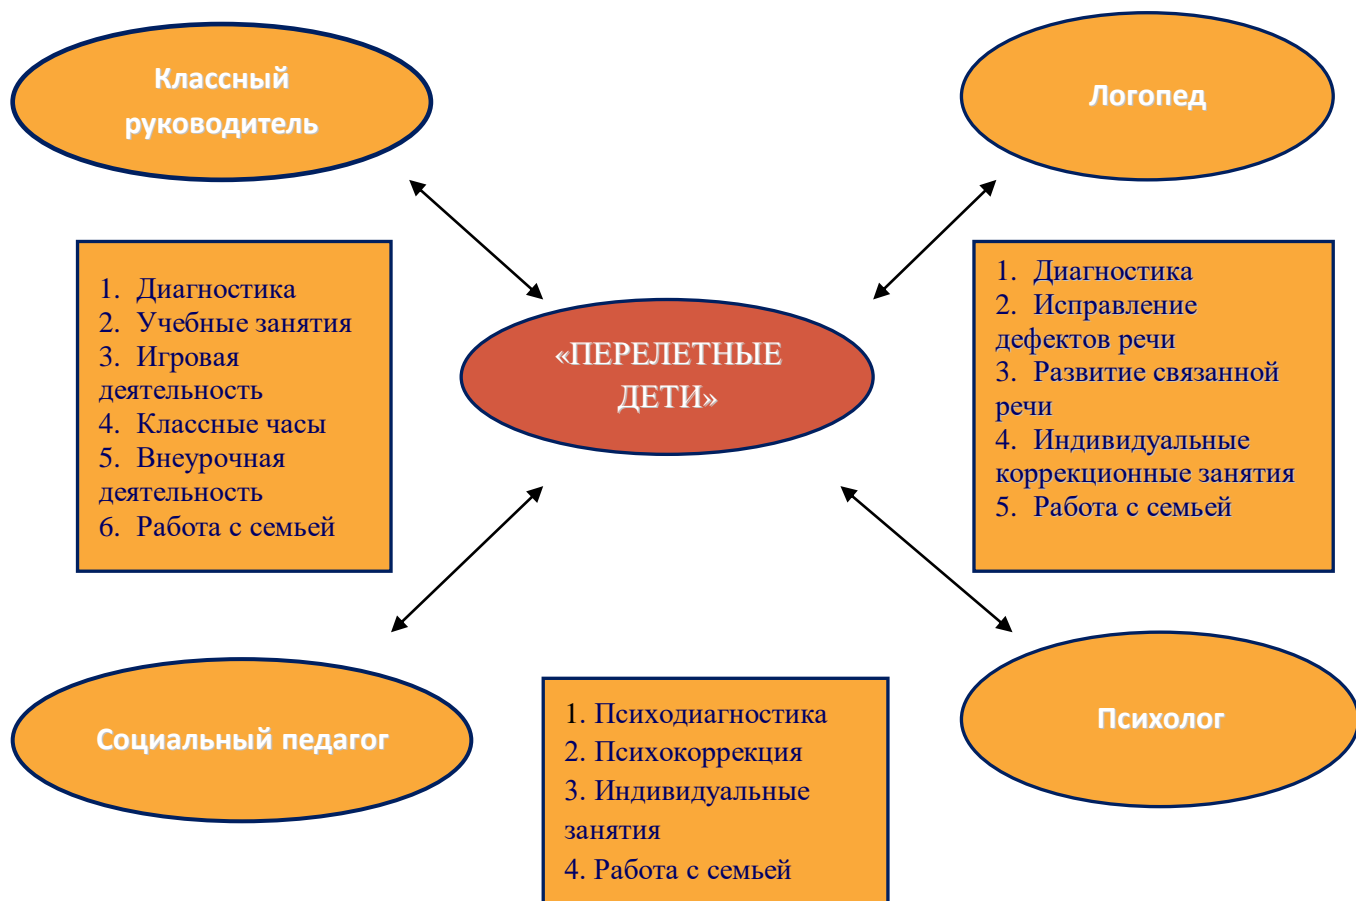 Классный
руководитель
Логопед
1. Диагностика
2. Учебные занятия
3. Игровая
деятельность
4. Классные часы
5. Внеурочная
деятельность
6. Работа с семьей
«ПЕРЕЛЕТНЫЕ
ДЕТИ»
1. Диагностика
2. Исправление
дефектов речи
3. Развитие связанной
речи
4. Индивидуальные
коррекционные занятия
5. Работа с семьей
Социальный педагог
1. Психодиагностика
2. Психокоррекция
3. Индивидуальные
занятия
4. Работа с семьей
Психолог